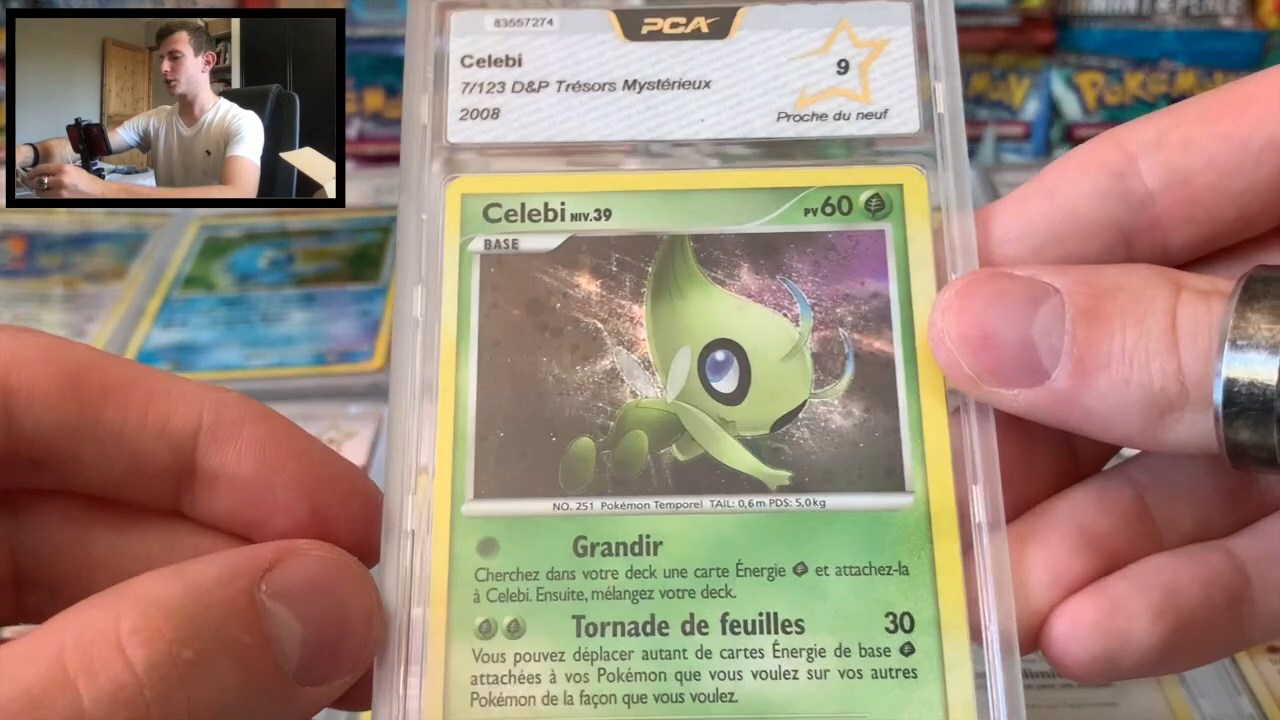 83557274
PCA
Celebi
7/123 D&P Trésors Mystérieux
2008
9
Proche du neuf
POKÉMON
Celebi NIV.39
PV 60
BASE
NO. 251 Pokémon Temporel TAIL: 0,6 m PDS: 5,0 kg
Grandir
Cherchez dans votre deck une carte Énergie et attachez-la
à Celebi. Ensuite, mélangez votre deck.
Tornade de feuilles 30
Vous pouvez déplacer autant de cartes Énergie de base
attachées à vos Pokémon que vous voulez sur vos autres
Pokémon de la façon que vous voulez.